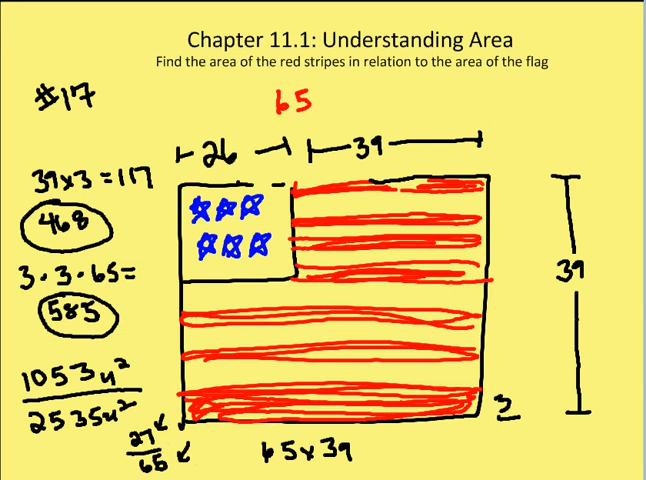 Chapter 11.1: Understanding Area
Find the area of the red stripes in relation to the area of the flag
#17
65
26
39
39x3=117
468
3·3·65=
585
39
1053u²
2535u²
27
65
65x39
3